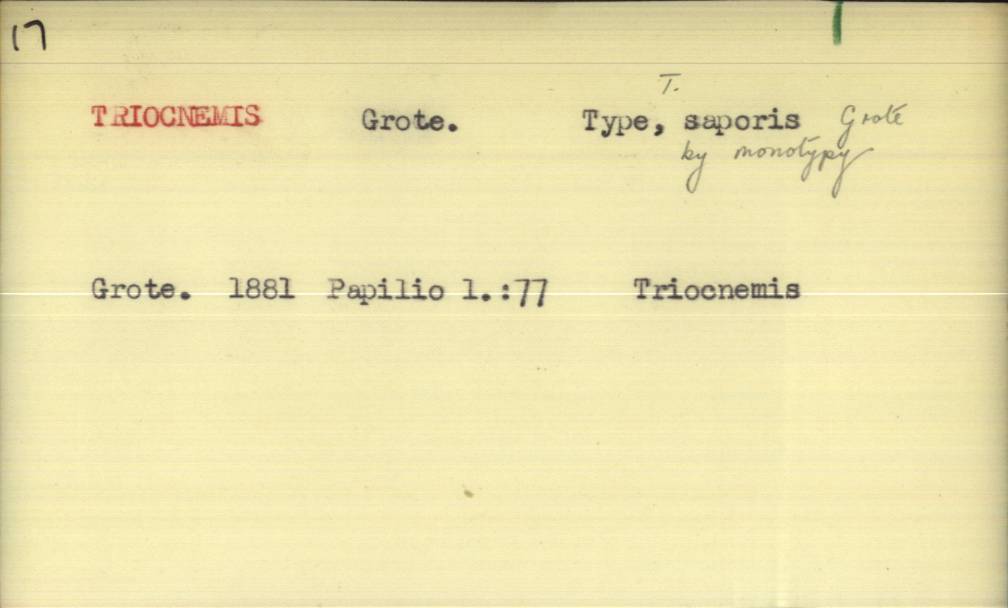 17
TRIOCNEMIS Grote. Type, T. saporis Grote
by monotypy
Grote. 1881 Papilio 1.:77 Triocnemis